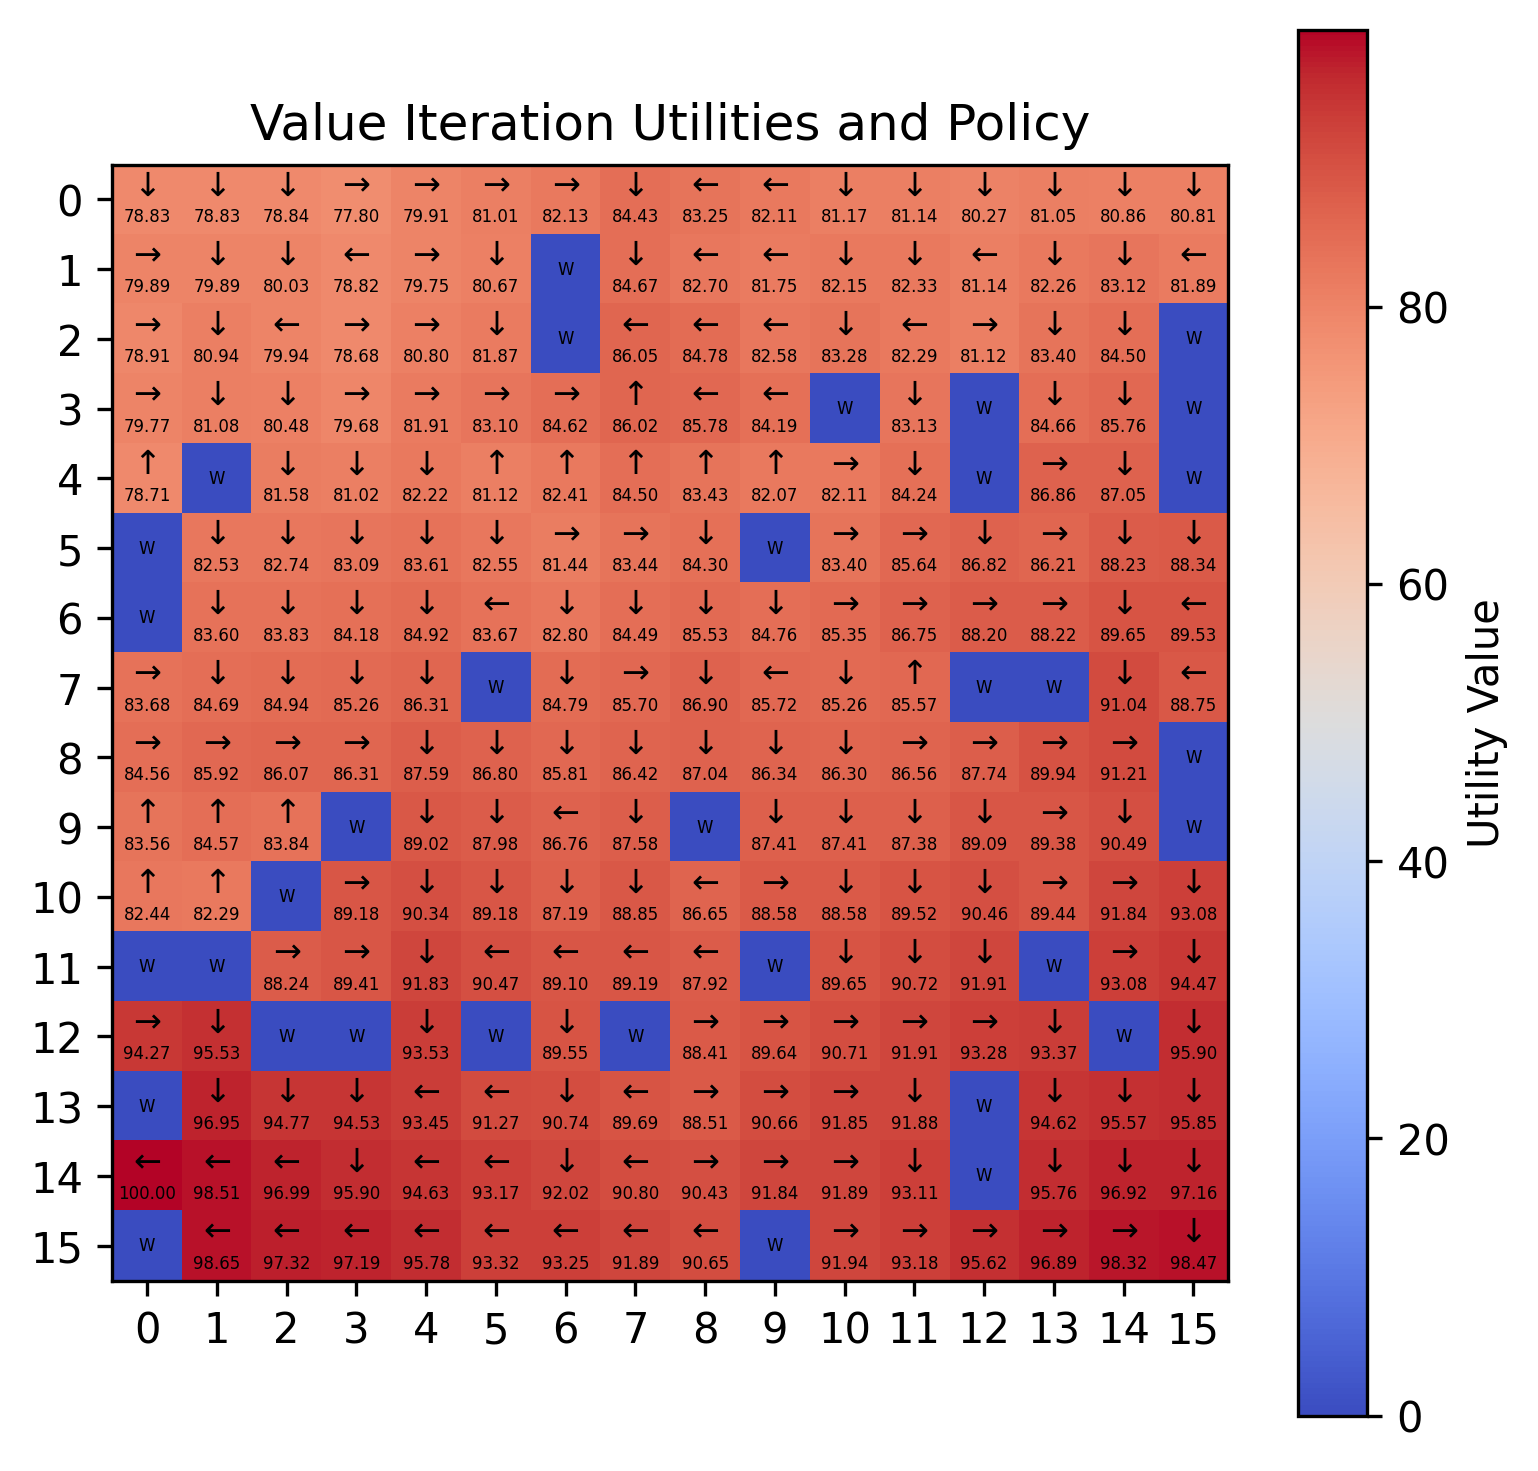 Value Iteration Utilities and Policy
0 ↓ ↓ ↓ → → → → ↓ ← ← ↓ ↓ ↓ ↓ ↓ ↓
78.83 78.83 78.84 77.80 79.91 81.01 82.13 84.43 83.25 82.11 81.17 81.14 80.27 81.05 80.86 80.81
1 → ↓ ↓ ← → ↓ W ↓ ← ← ↓ ↓ ← ↓ ↓ ←
79.89 79.89 80.03 78.82 79.75 80.67 84.67 82.70 81.75 82.15 82.33 81.14 82.26 83.12 81.89
2 → ↓ ← → → ↓ W ← ← ← ↓ ← → ↓ ↓ W
78.91 80.94 79.94 78.68 80.80 81.87 86.05 84.78 82.58 83.28 82.29 81.12 83.40 84.50
3 → ↓ ↓ → → → → ↑ ← ← W ↓ W ↓ ↓ W
79.77 81.08 80.48 79.68 81.91 83.10 84.62 86.02 85.78 84.19 83.13 84.66 85.76
4 ↑ W ↓ ↓ ↓ ↑ ↑ ↑ ↑ ↑ → ↓ W → ↓ W
78.71 81.58 81.02 82.22 81.12 82.41 84.50 83.43 82.07 82.11 84.24 86.86 87.05
5 W ↓ ↓ ↓ ↓ ↓ → → ↓ W → → ↓ → ↓ ↓
82.53 82.74 83.09 83.61 82.55 81.44 83.44 84.30 83.40 85.64 86.82 86.21 88.23 88.34
6 W ↓ ↓ ↓ ↓ ← ↓ ↓ ↓ ↓ → → → → ↓ ←
83.60 83.83 84.18 84.92 83.67 82.80 84.49 85.53 84.76 85.35 86.75 88.20 88.22 89.65 89.53
7 → ↓ ↓ ↓ ↓ W ↓ → ↓ ← ↓ ↑ W W ↓ ←
83.68 84.69 84.94 85.26 86.31 84.79 85.70 86.90 85.72 85.26 85.57 91.04 88.75
8 → → → → ↓ ↓ ↓ ↓ ↓ ↓ ↓ → → → → W
84.56 85.92 86.07 86.31 87.59 86.80 85.81 86.42 87.04 86.34 86.30 86.56 87.74 89.94 91.21
9 ↑ ↑ ↑ W ↓ ↓ ← ↓ W ↓ ↓ ↓ ↓ → ↓ W
83.56 84.57 83.84 89.02 87.98 86.76 87.58 87.41 87.41 87.38 89.09 89.38 90.49
10 ↑ ↑ W → ↓ ↓ ↓ ↓ ← → ↓ ↓ ↓ → → ↓
82.44 82.29 89.18 90.34 89.18 87.19 88.85 86.65 88.58 88.58 89.52 90.46 89.44 91.84 93.08
11 W W → → ↓ ← ← ← ← W ↓ ↓ ↓ W → ↓
88.24 89.41 91.83 90.47 89.10 89.19 87.92 89.65 90.72 91.91 93.08 94.47
12 → ↓ W W ↓ W ↓ W → → → → → ↓ W ↓
94.27 95.53 93.53 89.55 88.41 89.64 90.71 91.91 93.28 93.37 95.90
13 W ↓ ↓ ↓ ← ← ↓ ← → → → ↓ W ↓ ↓ ↓
96.95 94.77 94.53 93.45 91.27 90.74 89.69 88.51 90.66 91.85 91.88 94.62 95.57 95.85
14 ← ← ← ↓ ← ← ↓ ← → → → ↓ W ↓ ↓ ↓
100.00 98.51 96.99 95.90 94.63 93.17 92.02 90.80 90.43 91.84 91.89 93.11 95.76 96.92 97.16
15 W ← ← ← ← ← ← ← ← W → → → → → ↓
98.65 97.32 97.19 95.78 93.32 93.25 91.89 90.65 91.94 93.18 95.62 96.89 98.32 98.47
0 1 2 3 4 5 6 7 8 9 10 11 12 13 14 15
80
60
40
20
0
Utility Value